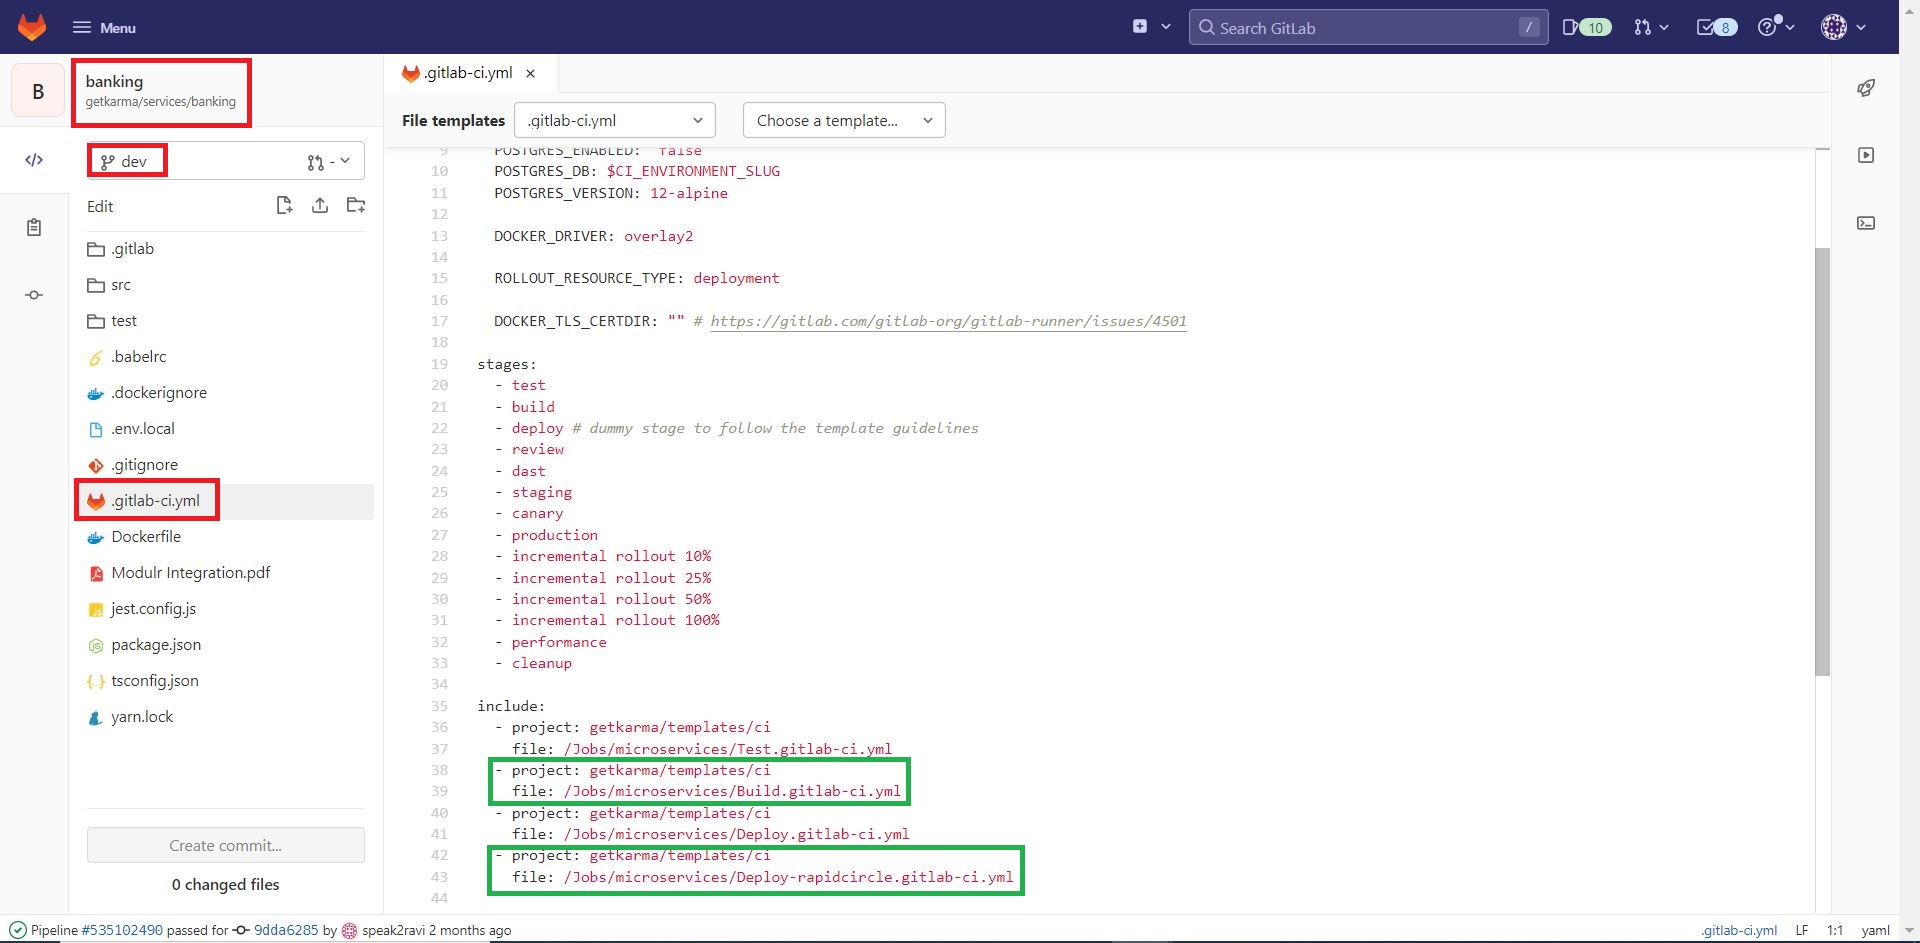 Menu
Search GitLab
/
10
8
B
banking
getkarma/services/banking
.gitlab-ci.yml
File templates
.gitlab-ci.yml
Choose a template...
dev
-
Edit
.gitlab
src
test
.babelrc
.dockerignore
.env.local
.gitignore
.gitlab-ci.yml
Dockerfile
Modulr Integration.pdf
jest.config.js
package.json
tsconfig.json
yarn.lock
Create commit...
0 changed files
9 POSTGRES_ENABLED: "false"
10 POSTGRES_DB: $CI_ENVIRONMENT_SLUG
11 POSTGRES_VERSION: 12-alpine
12
13 DOCKER_DRIVER: overlay2
14
15 ROLLOUT_RESOURCE_TYPE: deployment
16
17 DOCKER_TLS_CERTDIR: "" # https://gitlab.com/gitlab-org/gitlab-runner/issues/4501
18
19 stages:
20 - test
21 - build
22 - deploy # dummy stage to follow the template guidelines
23 - review
24 - dast
25 - staging
26 - canary
27 - production
28 - incremental rollout 10%
29 - incremental rollout 25%
30 - incremental rollout 50%
31 - incremental rollout 100%
32 - performance
33 - cleanup
34
35 include:
36 - project: getkarma/templates/ci
37 file: /Jobs/microservices/Test.gitlab-ci.yml
38 - project: getkarma/templates/ci
39 file: /Jobs/microservices/Build.gitlab-ci.yml
40 - project: getkarma/templates/ci
41 file: /Jobs/microservices/Deploy.gitlab-ci.yml
42 - project: getkarma/templates/ci
43 file: /Jobs/microservices/Deploy-rapidcircle.gitlab-ci.yml
44
Pipeline #535102490 passed for 9dda6285 by speak2ravi 2 months ago
.gitlab-ci.yml LF 1:1 yaml